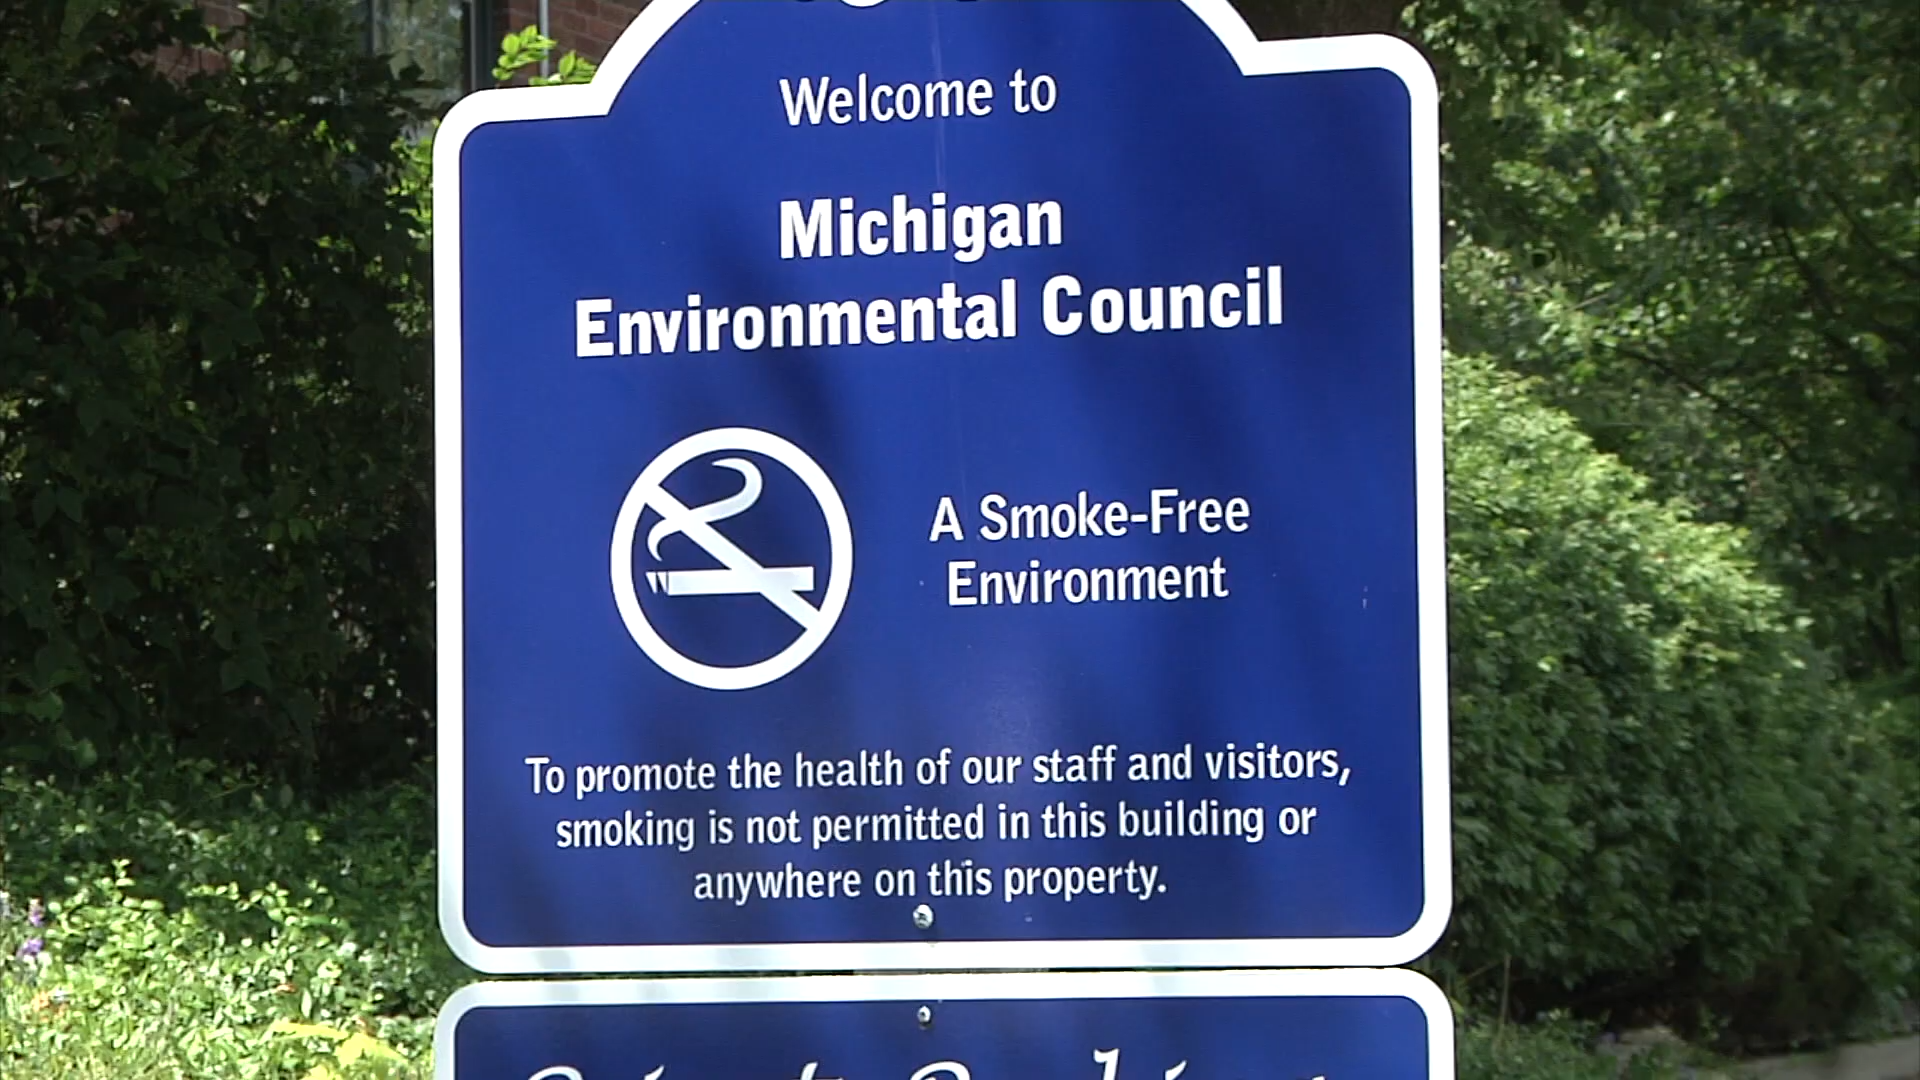 Welcome to
Michigan
Environmental Council
A Smoke-Free
Environment
To promote the health of our staff and visitors,
smoking is not permitted in this building or
anywhere on this property.